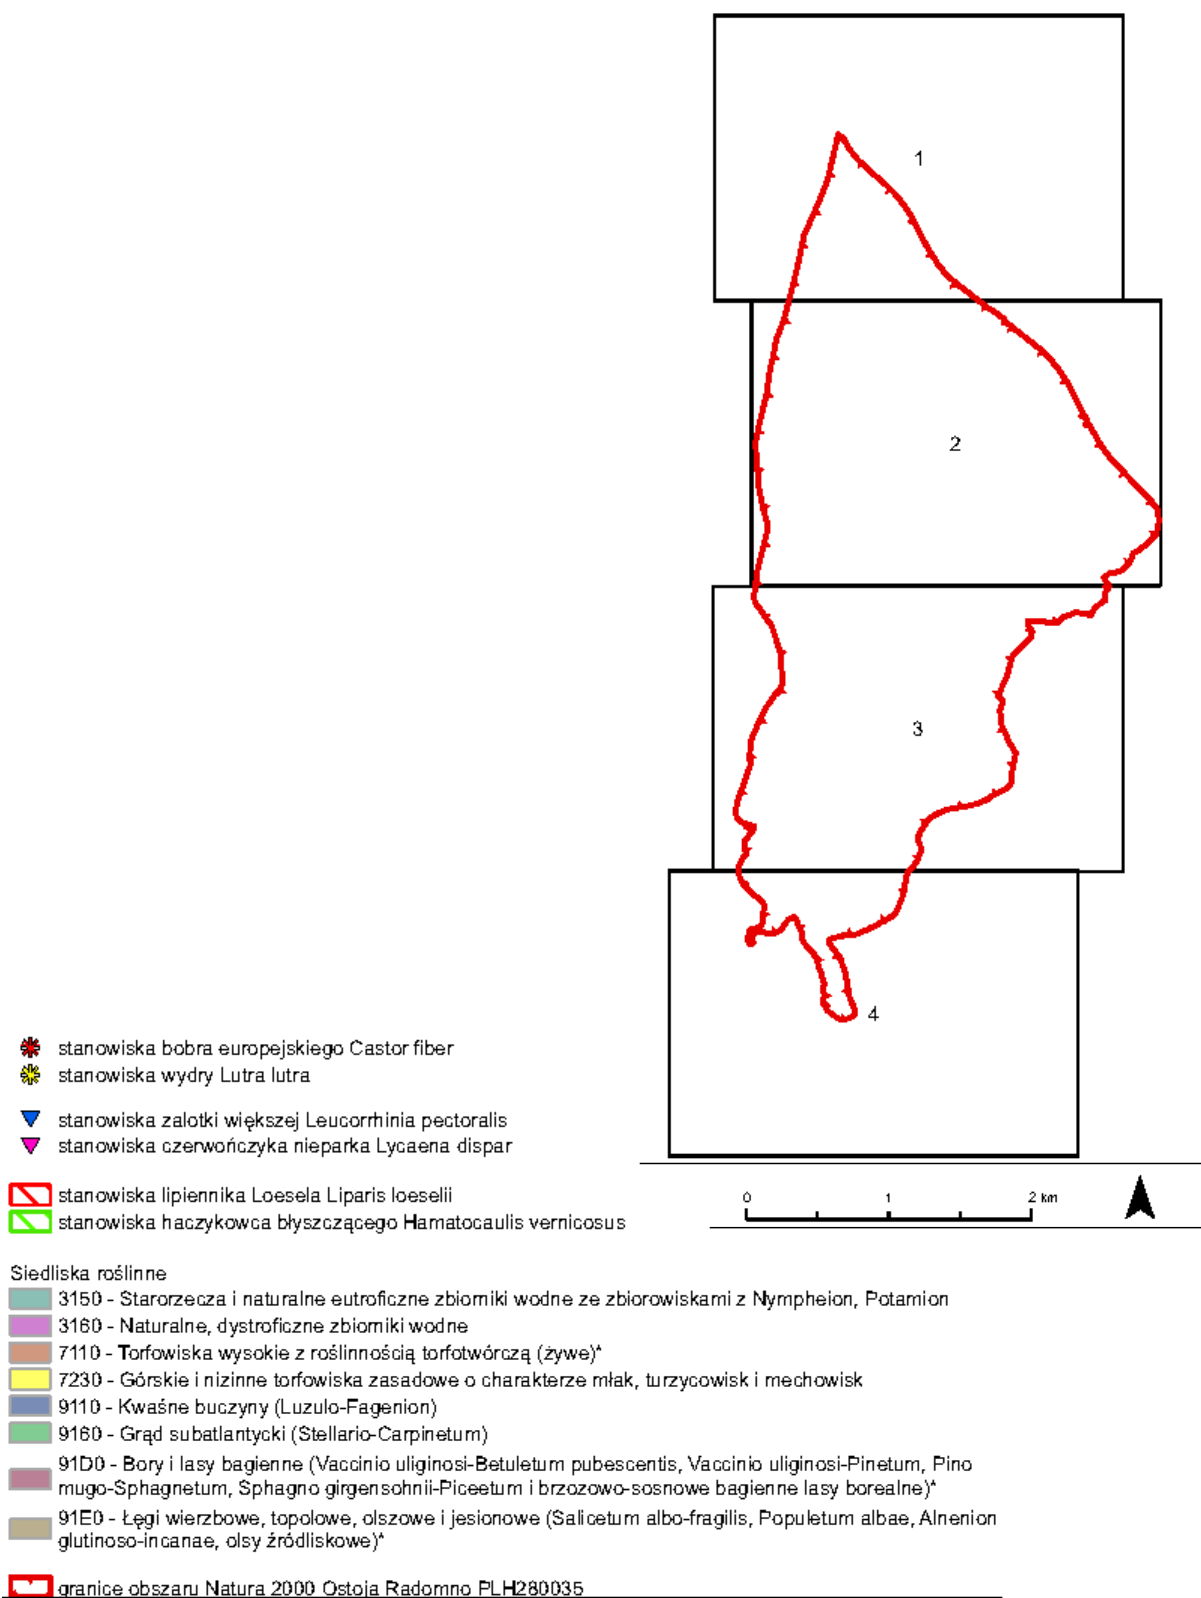 1
2
3
4
stanowiska bobra europejskiego Castor fiber
stanowiska wydry Lutra lutra
stanowiska zalotki większej Leucorrhinia pectoralis
stanowiska czerwończyka nieparka Lycaena dispar
stanowiska lipiennika Loesela Liparis loeselii
stanowiska haczykowca błyszczącego Hamatocaulis vernicosus
0 1 2 km
Siedliska roślinne
3150 - Starorzecza i naturalne eutroficzne zbiorniki wodne ze zbiorowiskami z Nympheion, Potamion
3160 - Naturalne, dystroficzne zbiorniki wodne
7110 - Torfowiska wysokie z roślinnością torfotwórczą (żywe)*
7230 - Górskie i nizinne torfowiska zasadowe o charakterze młak, turzycowisk i mechowisk
9110 - Kwaśne buczyny (Luzulo-Fagenion)
9160 - Grąd subatlantycki (Stellario-Carpinetum)
91D0 - Bory i lasy bagienne (Vaccinio uliginosi-Betuletum pubescentis, Vaccinio uliginosi-Pinetum, Pino
mugo-Sphagnetum, Sphagno girgensohnii-Piceetum i brzozowo-sosnowe bagienne lasy borealne)*
91E0 - Łęgi wierzbowe, topolowe, olszowe i jesionowe (Salicetum albo-fragilis, Populetum albae, Alnenion
glutinoso-incanae, olsy źródliskowe)*
granice obszaru Natura 2000 Ostoja Radomno PLH280035